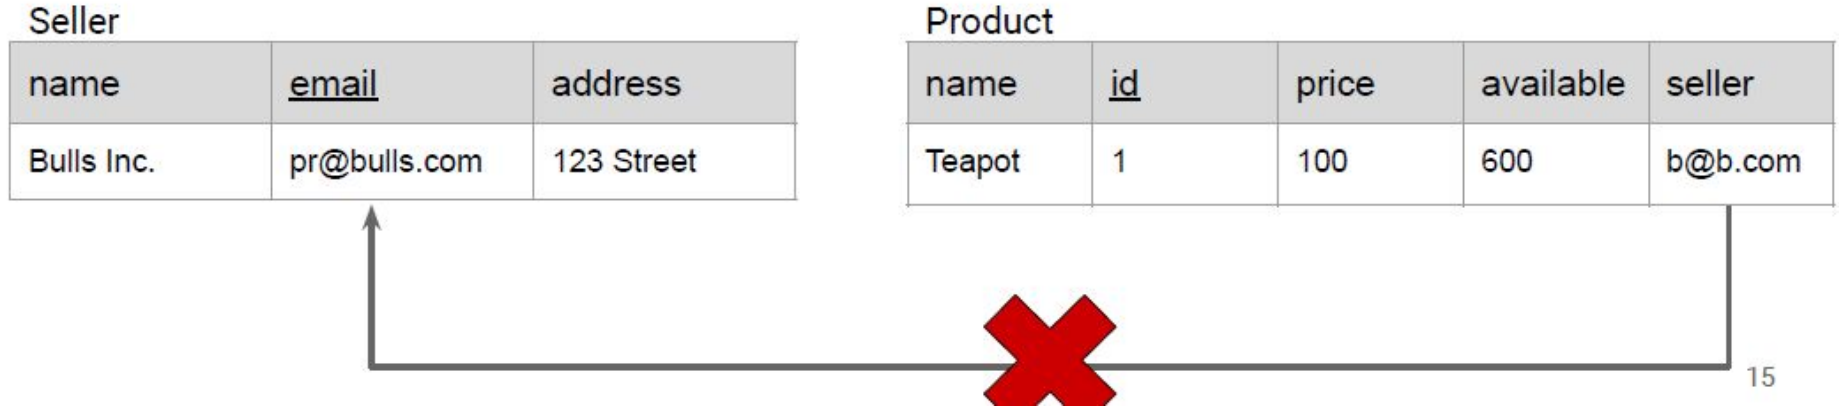 Seller
name email address
Bulls Inc. pr@bulls.com 123 Street
Product
name id price available seller
Teapot 1 100 600 b@b.com
15